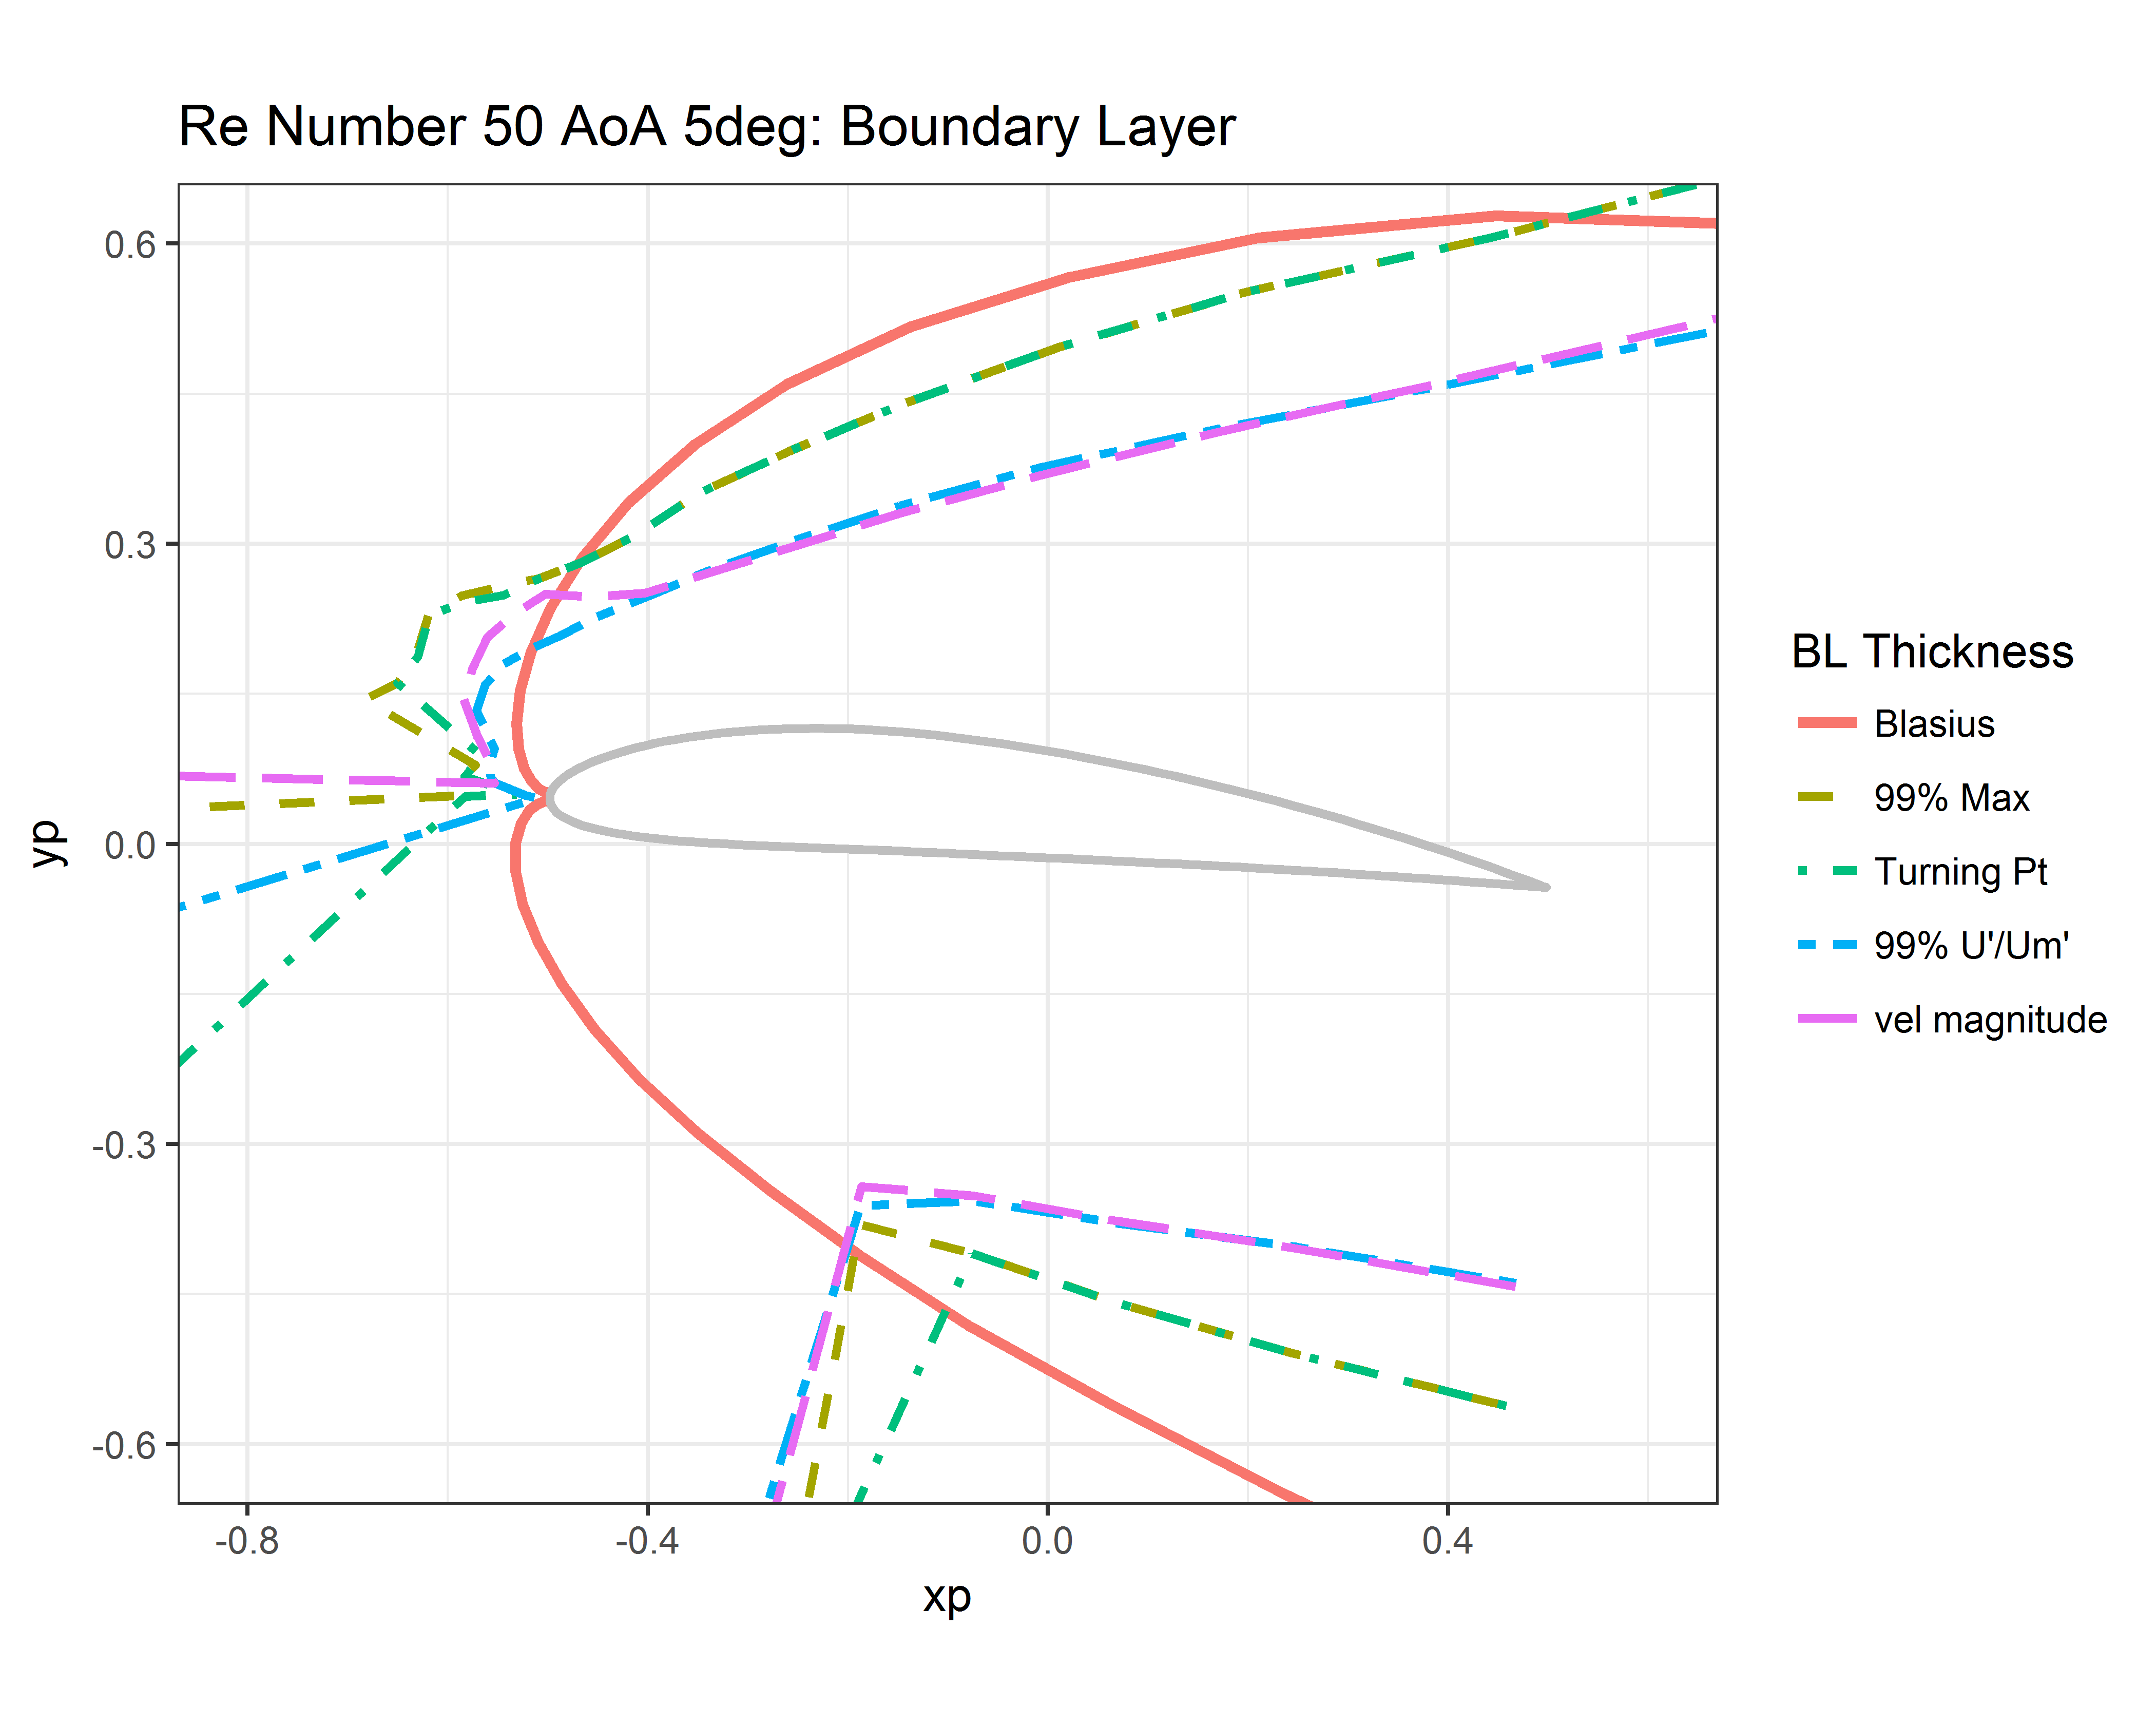 Re Number 50 AoA 5deg: Boundary Layer
0.6
0.3
0.0
-0.3
-0.6
yp
-0.8
-0.4
0.0
0.4
xp
BL Thickness
Blasius
99% Max
Turning Pt
99% U'/Um'
vel magnitude